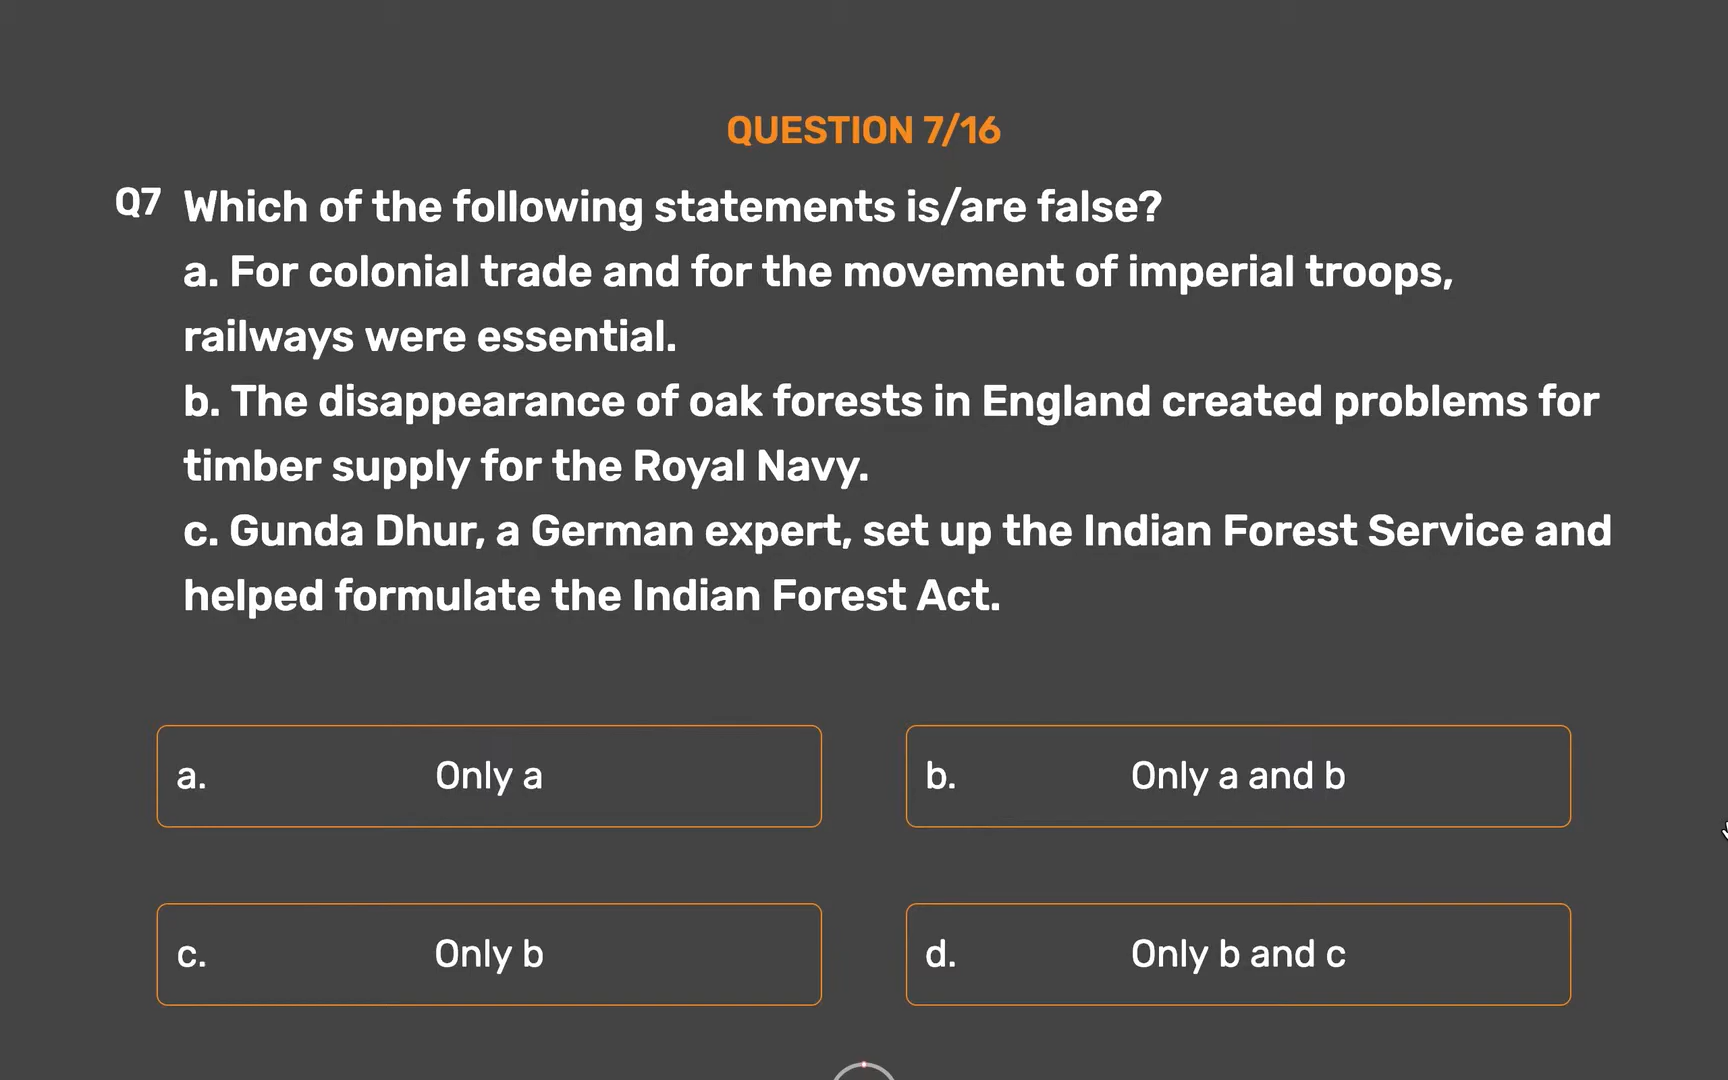 QUESTION 7/16
Q7 Which of the following statements is/are false?
a. For colonial trade and for the movement of imperial troops,
railways were essential.
b. The disappearance of oak forests in England created problems for
timber supply for the Royal Navy.
c. Gunda Dhur, a German expert, set up the Indian Forest Service and
helped formulate the Indian Forest Act.
a. Only a
b. Only a and b
c. Only b
d. Only b and c